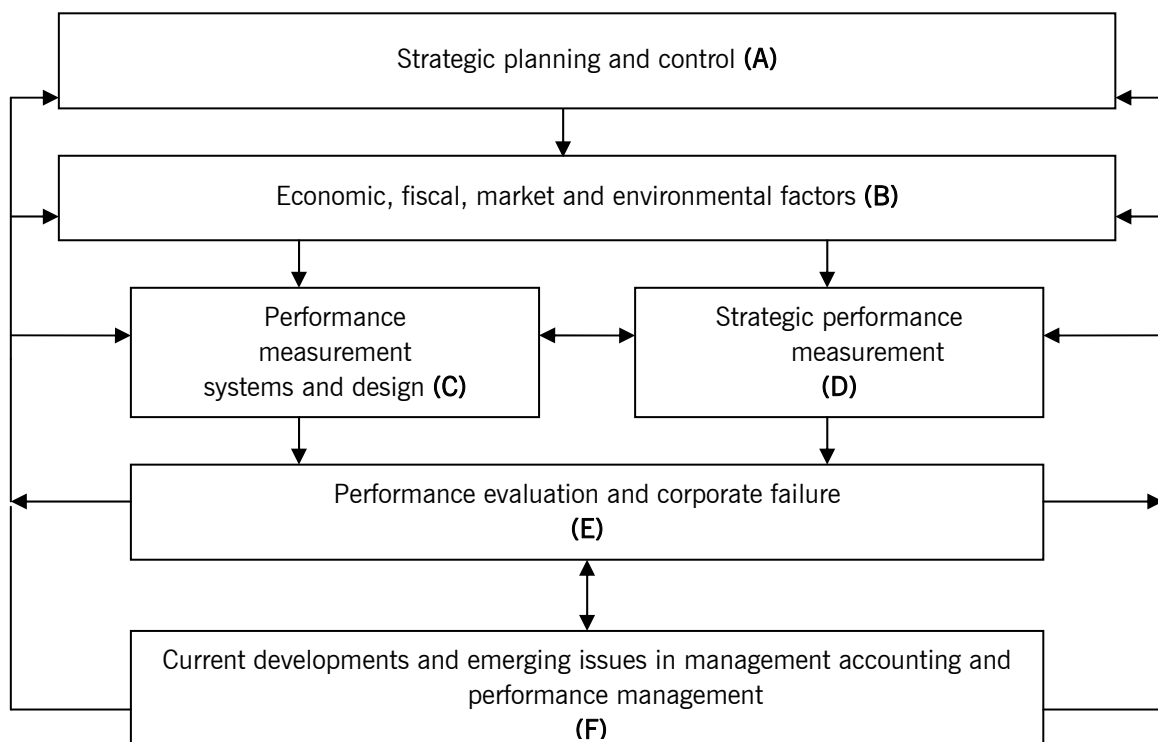 Strategic planning and control (A)
Economic, fiscal, market and environmental factors (B)
Performance
measurement
systems and design (C)
Strategic performance
measurement
(D)
Performance evaluation and corporate failure
(E)
Current developments and emerging issues in management accounting and
performance management
(F)